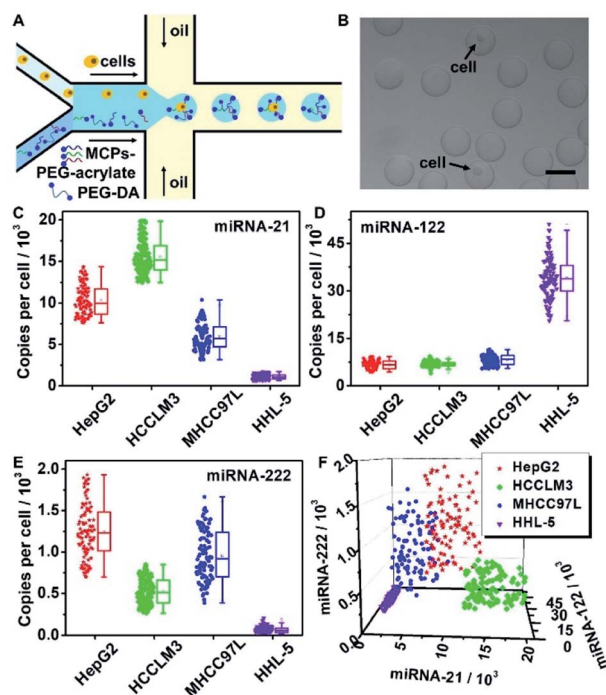 A
oil
cells
MCPs-
PEG-acrylate
PEG-DA
oil
B
cell
cell
C
miRNA-21
Copies per cell / 10³
20
15
10
5
0
HepG2
HCCLM3
MHCC97L
HHL-5
D
miRNA-122
Copies per cell / 10³
45
30
15
0
HepG2
HCCLM3
MHCC97L
HHL-5
E
miRNA-222
Copies per cell / 10³
2.0
1.5
1.0
0.5
0.0
HepG2
HCCLM3
MHCC97L
HHL-5
F
HepG2
HCCLM3
MHCC97L
HHL-5
miRNA-222 / 10³
2.0
1.5
1.0
0.5
0.0
5
10
15
20
miRNA-21 / 10³
45
30
15
0
miRNA-122 / 10³